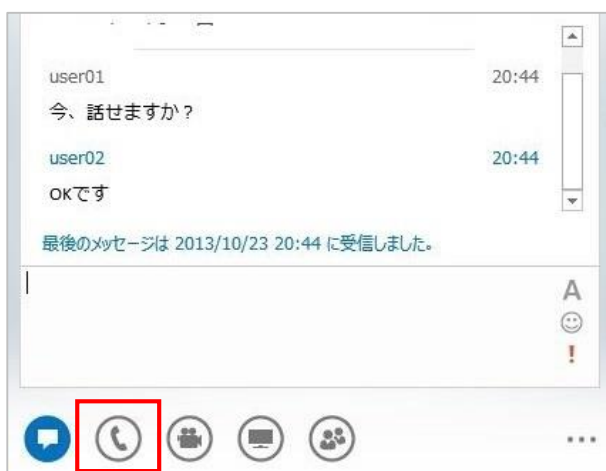 user01 20:44
今、話せますか？
user02 20:44
OKです
最後のメッセージは 2013/10/23 20:44 に受信しました。
A
!